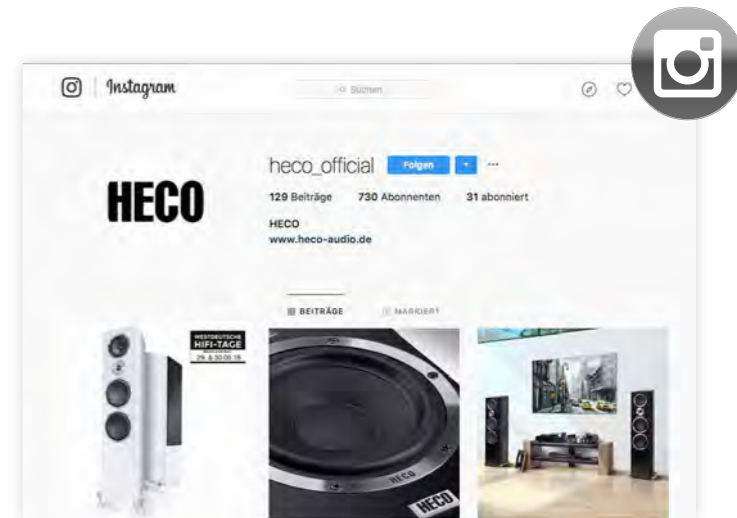 Instagram
Suchen
heco_official Folgen
HECO
129 Beiträge 730 Abonnenten 31 abonniert
HECO
www.heco-audio.de
BEITRÄGE MARKIERT
WESTDEUTSCHE
HIFI-TAGE
HECO
HECO